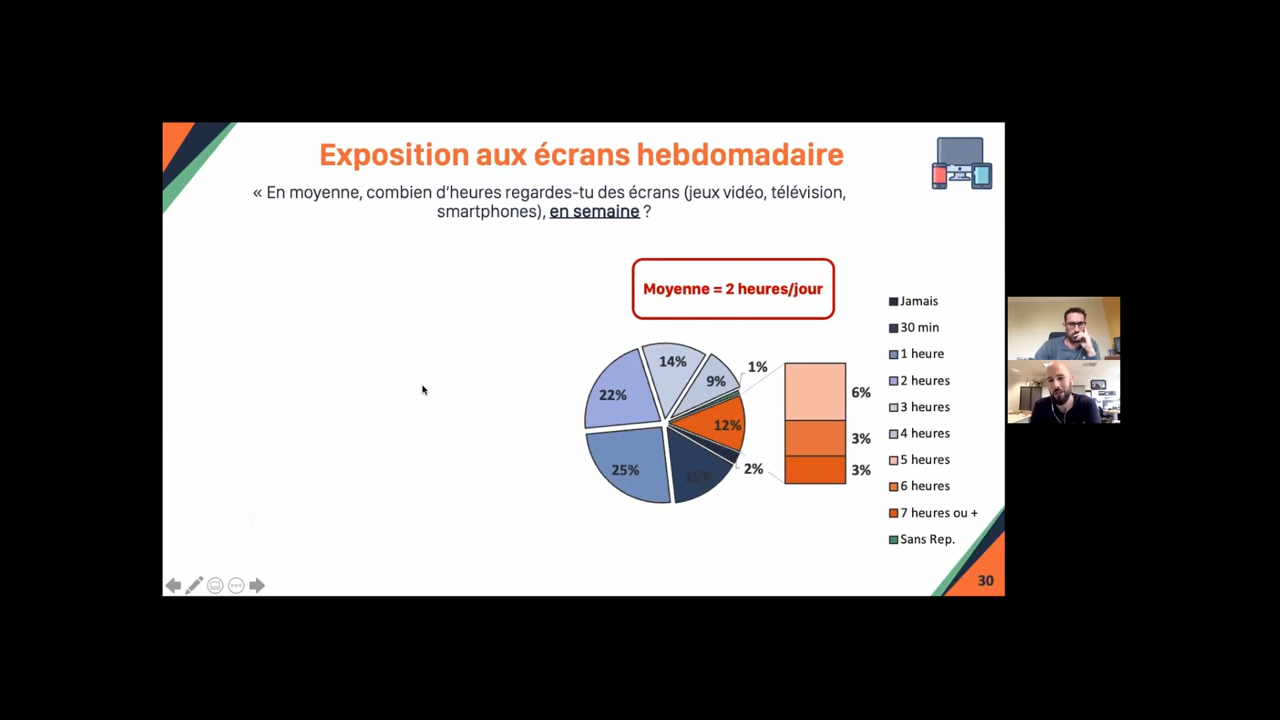 Exposition aux écrans hebdomadaire
« En moyenne, combien d'heures regardes-tu des écrans (jeux vidéo, télévision,
smartphones), en semaine ?
Moyenne = 2 heures/jour
14%
9%
1%
22%
12%
25%
15%
2%
6%
3%
3%
Jamais
30 min
1 heure
2 heures
3 heures
4 heures
5 heures
6 heures
7 heures ou +
Sans Rep.
30